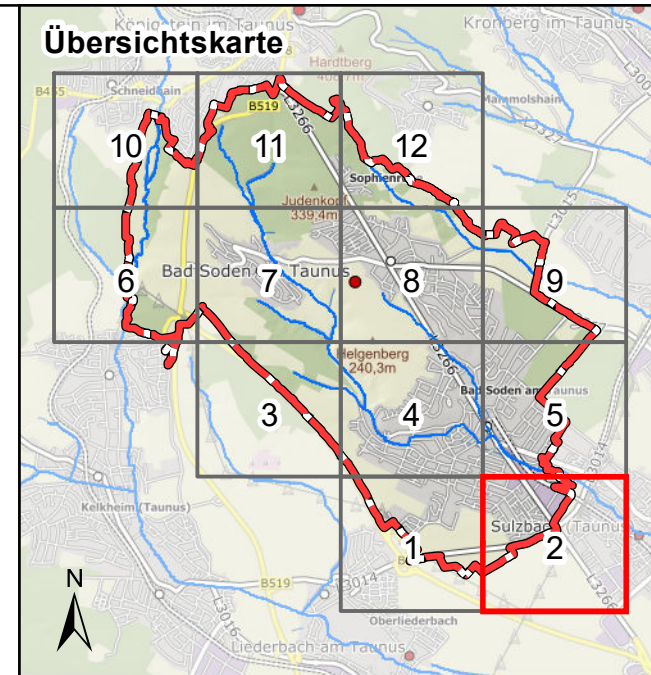 Königstein im Taunus
Kronberg im Taunus
Übersichtskarte
Hardtberg
B455
Schneidhain
B519
L3266
Mammolshain
L3327
L3015
10
11
12
Judenkopf
339,4m
6
Bad Soden am Taunus
7
8
9
Helgenberg
240,3m
L3266
3
4
Bad Soden am Taunus
5
L3014
Kelkheim (Taunus)
Sulzbach (Taunus)
1
2
N
B519
L3014
L3266
Oberliederbach
L3016
Liederbach am Taunus